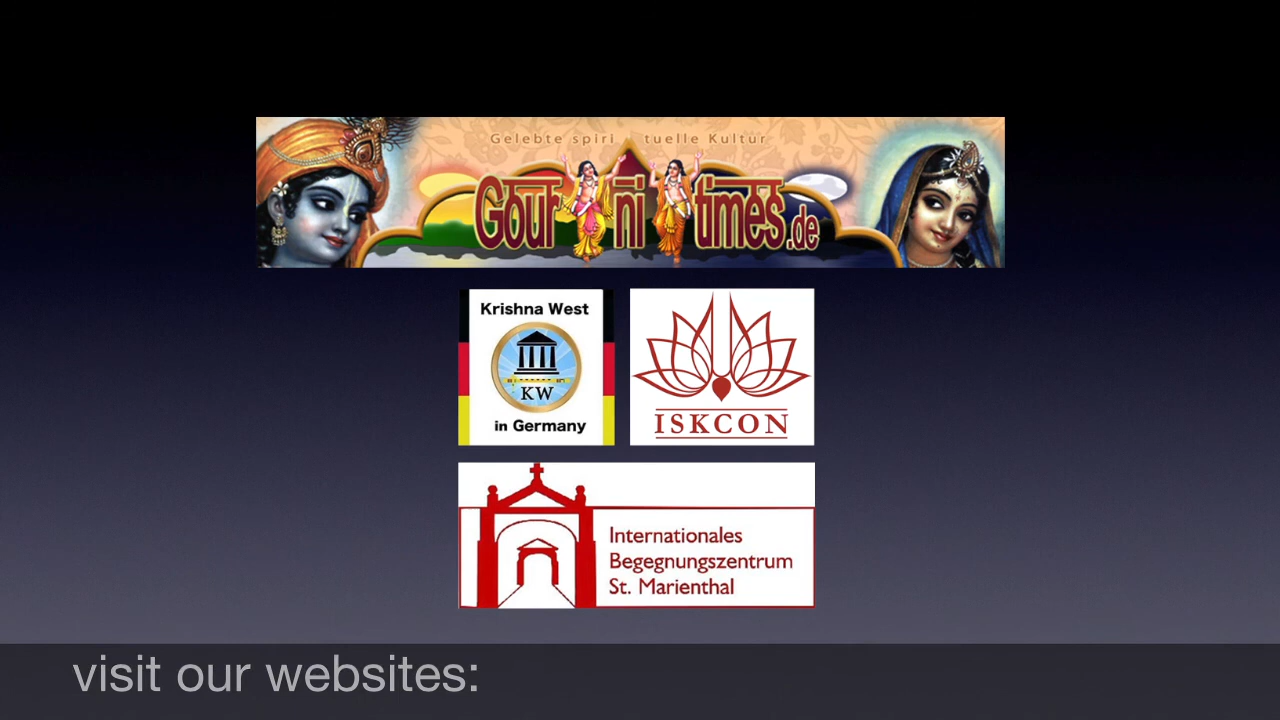 Gelebte spiri tuelle Kultur
Gour ni times.de
Krishna West
KW
in Germany
ISKCON
Internationales
Begegnungszentrum
St. Marienthal
visit our websites: